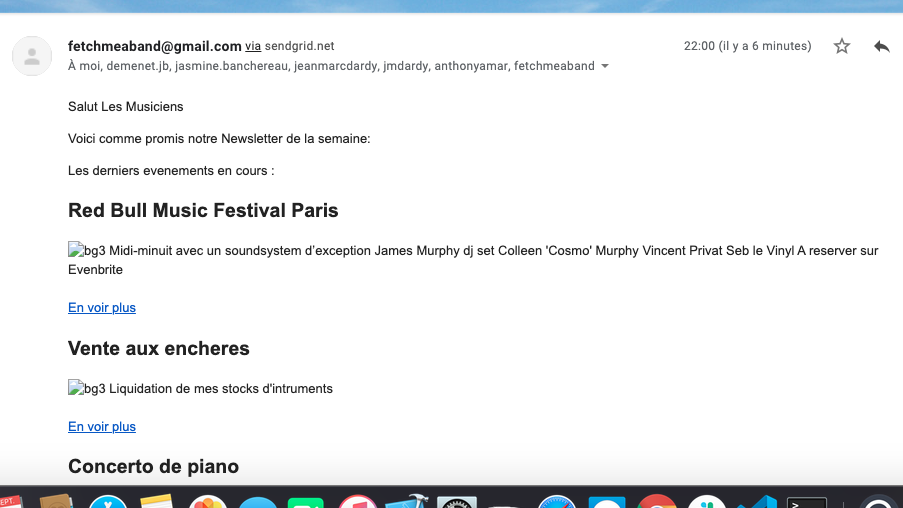 fetchmeaband@gmail.com via sendgrid.net
22:00 (il y a 6 minutes)
À moi, demenet.jb, jasmine.banchereau, jeanmarcdardy, jmdardy, anthonyamar, fetchmeaband
Salut Les Musiciens
Voici comme promis notre Newsletter de la semaine:
Les derniers evenements en cours :
Red Bull Music Festival Paris
bg3 Midi-minuit avec un soundsystem d’exception James Murphy dj set Colleen 'Cosmo' Murphy Vincent Privat Seb le Vinyl A reserver sur
Evenbrite
En voir plus
Vente aux encheres
bg3 Liquidation de mes stocks d'intruments
En voir plus
Concerto de piano
SEPT.